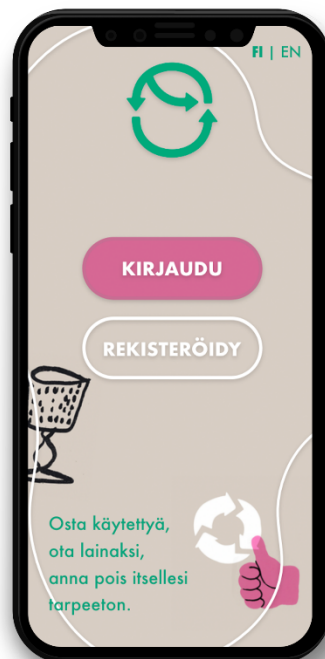 FI | EN
KIRJAUDU
REKISTERÖIDY
Osta käytettyä,
ota lainaksi,
anna pois itsellesi
tarpeeton.